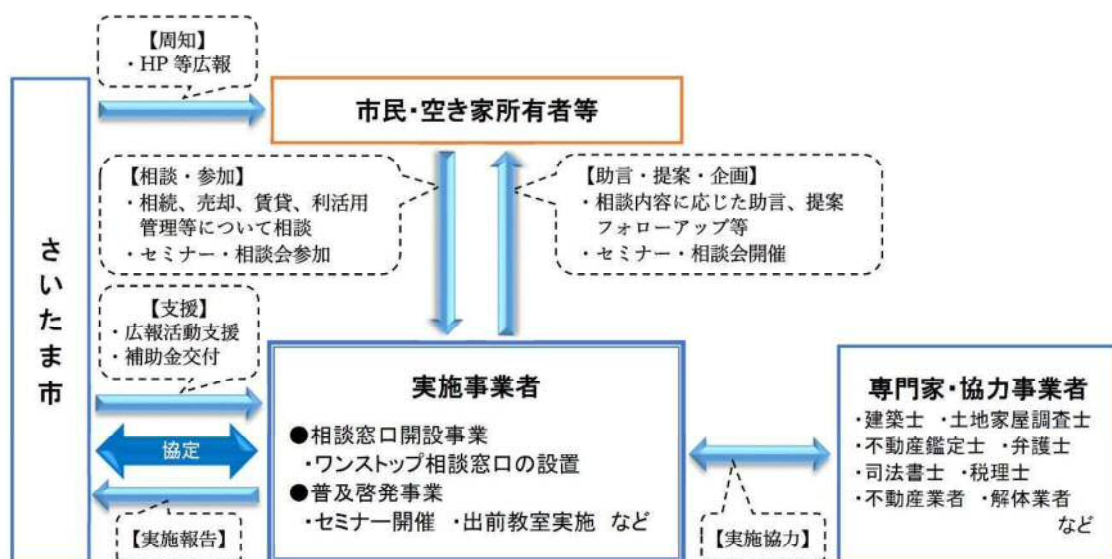 【周知】
・HP 等広報
さいたま市
市民・空き家所有者等
【相談・参加】
・相続、売却、賃貸、利活用
管理等について相談
・セミナー・相談会参加
【助言・提案・企画】
・相談内容に応じた助言、提案
フォローアップ等
・セミナー・相談会開催
【支援】
・広報活動支援
・補助金交付
協定
【実施報告】
実施事業者
●相談窓口開設事業
・ワンストップ相談窓口の設置
●普及啓発事業
・セミナー開催 ・出前教室実施 など
【実施協力】
専門家・協力事業者
・建築士 ・土地家屋調査士
・不動産鑑定士 ・弁護士
・司法書士 ・税理士
・不動産業者 ・解体業者
など